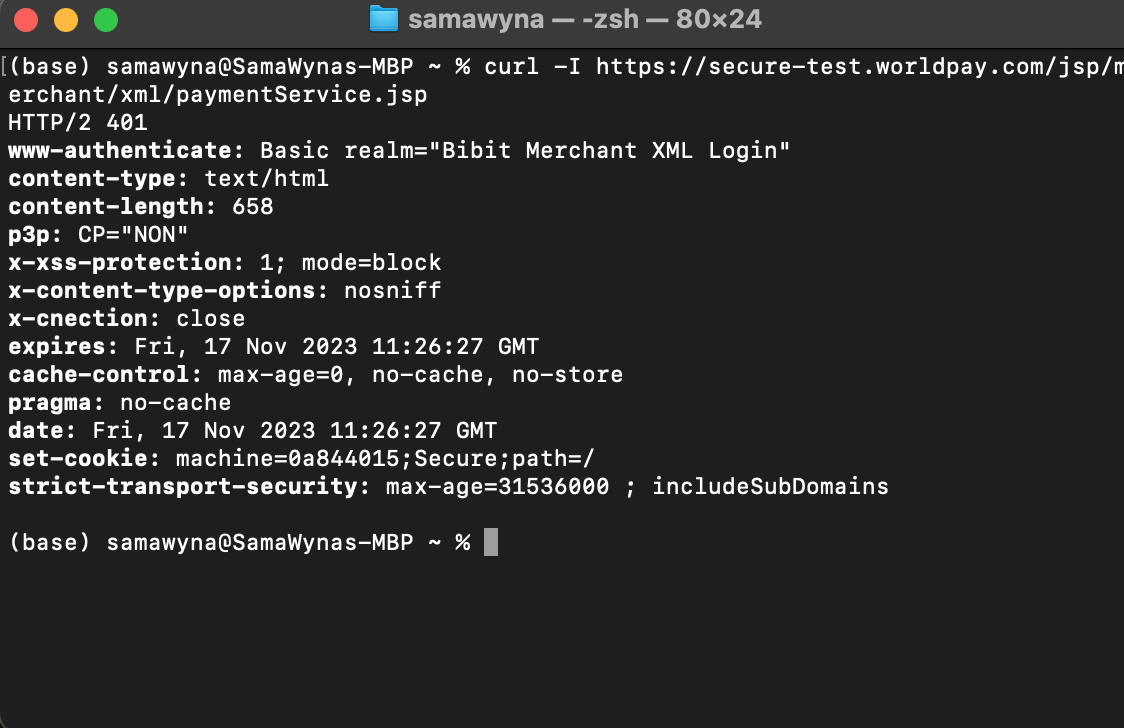 samawyna — -zsh — 80×24
[(base) samawyna@SamaWynas-MBP ~ % curl -I https://secure-test.worldpay.com/jsp/m
erchant/xml/paymentService.jsp
HTTP/2 401
www-authenticate: Basic realm="Bibit Merchant XML Login"
content-type: text/html
content-length: 658
p3p: CP="NON"
x-xss-protection: 1; mode=block
x-content-type-options: nosniff
x-cnection: close
expires: Fri, 17 Nov 2023 11:26:27 GMT
cache-control: max-age=0, no-cache, no-store
pragma: no-cache
date: Fri, 17 Nov 2023 11:26:27 GMT
set-cookie: machine=0a844015;Secure;path=/
strict-transport-security: max-age=31536000 ; includeSubDomains
(base) samawyna@SamaWynas-MBP ~ %